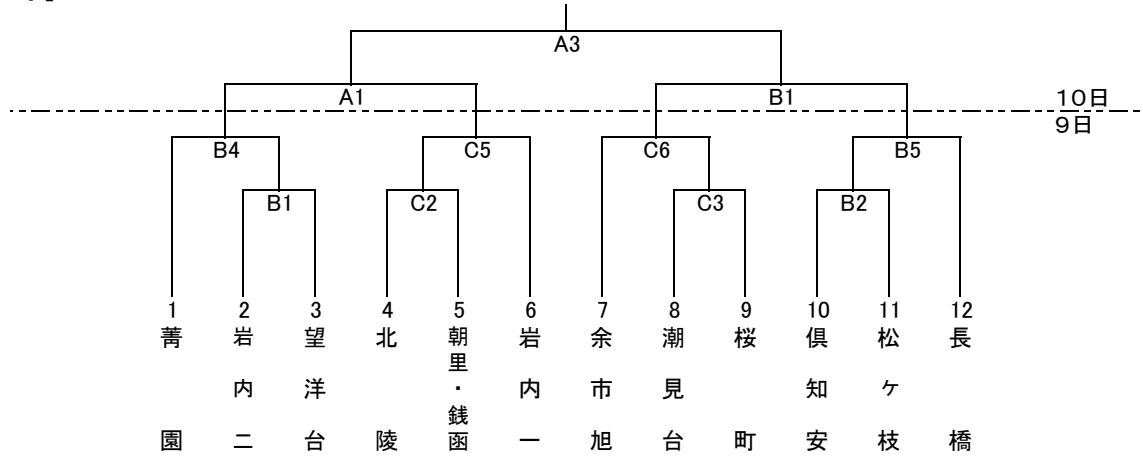 A3
A1 B1 10日
9日
B4 C5 C6 B5
B1 C2 C3 B2
1 2 3 4 5 6 7 8 9 10 11 12
菁園
岩内二
望洋台
北陵
朝里・銭函
岩内一
余市旭
潮見台
桜町
倶知安
松ヶ枝
長橋